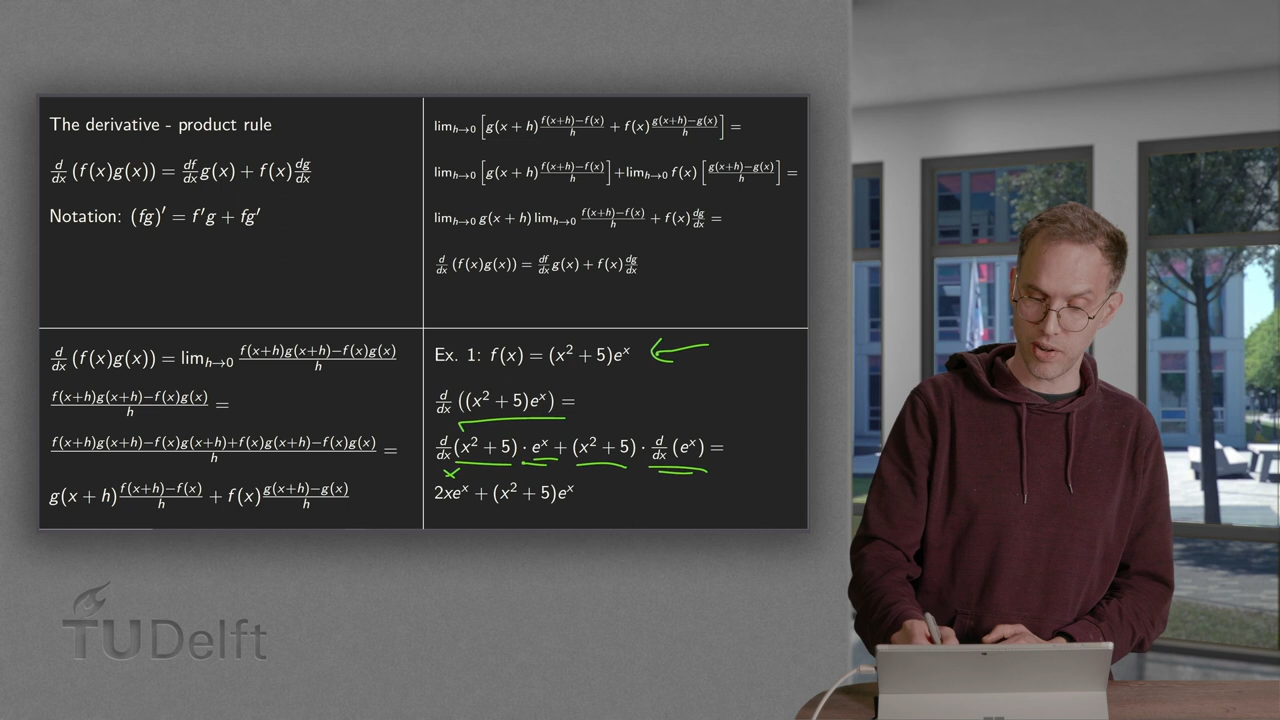 The derivative - product rule
d/dx (f(x)g(x)) = df/dx g(x) + f(x) dg/dx
Notation: (fg)′ = f′g + fg′
lim_{h→0} [g(x + h) (f(x+h)−f(x))/h + f(x) (g(x+h)−g(x))/h] =
lim_{h→0} [g(x + h) (f(x+h)−f(x))/h] + lim_{h→0} f(x) [(g(x+h)−g(x))/h] =
lim_{h→0} g(x + h) lim_{h→0} (f(x+h)−f(x))/h + f(x) dg/dx =
d/dx (f(x)g(x)) = df/dx g(x) + f(x) dg/dx
d/dx (f(x)g(x)) = lim_{h→0} (f(x+h)g(x+h)−f(x)g(x))/h
(f(x+h)g(x+h)−f(x)g(x))/h =
(f(x+h)g(x+h)−f(x)g(x+h)+f(x)g(x+h)−f(x)g(x))/h =
g(x + h) (f(x+h)−f(x))/h + f(x) (g(x+h)−g(x))/h
Ex. 1: f(x) = (x² + 5)eˣ
d/dx ((x² + 5)eˣ) =
d/dx (x² + 5) · eˣ + (x² + 5) · d/dx (eˣ) =
2xeˣ + (x² + 5)eˣ
TUDelft